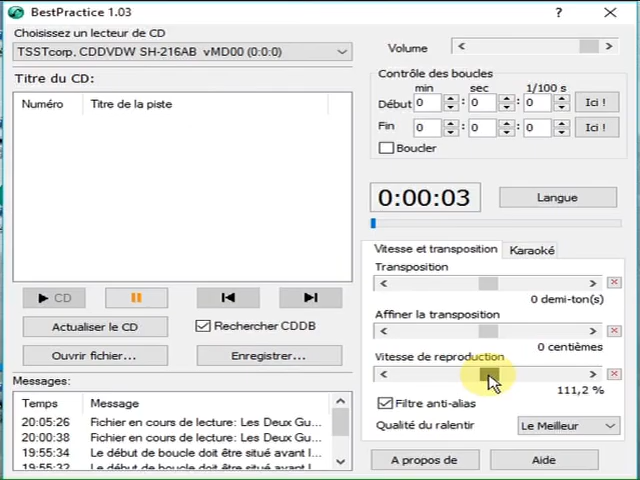 BestPractice 1.03
?
Choisissez un lecteur de CD
TSSTcorp, CDDVDW SH-216AB vMD00 (0:0:0)
Volume
Titre du CD:
Numéro Titre de la piste
Contrôle des boucles
min sec 1/100 s
Début 0 : 0 : 0 Ici !
Fin 0 : 0 : 0 Ici !
Boucler
0:00:03
Langue
Vitesse et transposition Karaoké
Transposition
0 demi-ton(s)
Affiner la transposition
0 centièmes
Vitesse de reproduction
111,2 %
Filtre anti-alias
Qualité du ralentir Le Meilleur
A propos de Aide
CD
Actualiser le CD Rechercher CDDB
Ouvrir fichier... Enregistrer...
Messages:
Temps Message
20:05:26 Fichier en cours de lecture: Les Deux Gu...
20:00:38 Fichier en cours de lecture: Les Deux Gu...
19:55:34 Le début de boucle doit être situé avant l...
19:55:32 Le début de boucle doit être situé avant l...